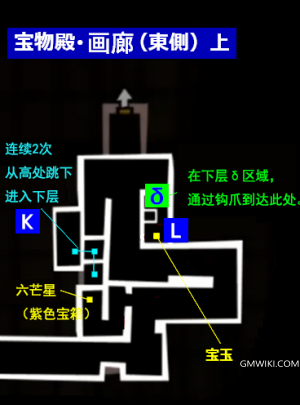 宝物殿・画廊（東側）上
连续2次
从高处跳下
进入下层
在下层δ区域，
通过钩爪到达此处。
δ
K
L
六芒星
（紫色宝箱）
宝玉
GMWIKI.COM